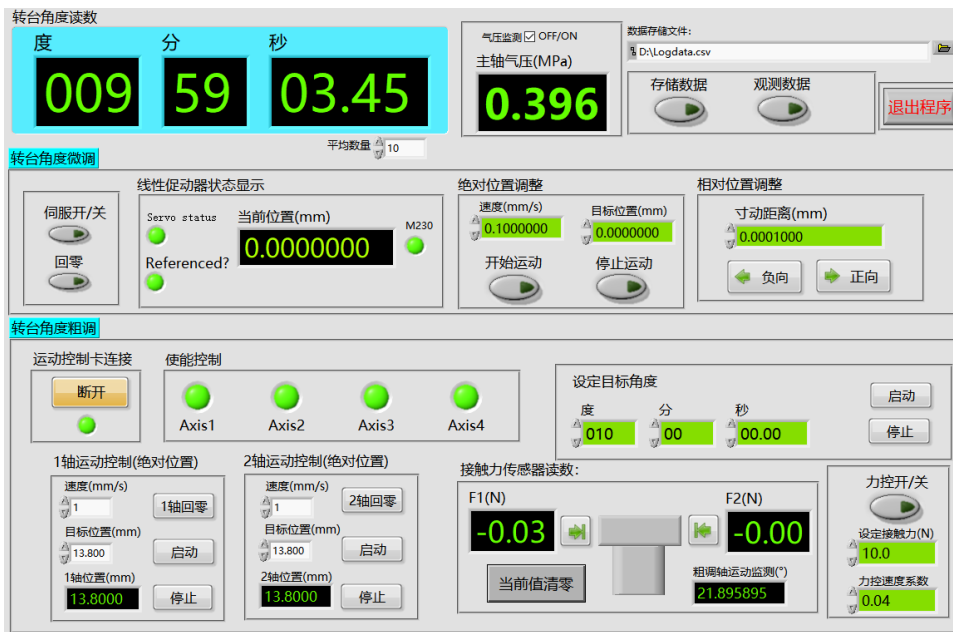 转台角度读数
度 分 秒
009 59 03.45
平均数量 10
气压监测 OFF/ON
主轴气压(MPa)
0.396
数据存储文件:
D:\Logdata.csv
存储数据 观测数据
退出程序
转台角度微调
伺服开/关
回零
线性促动器状态显示
Servo status
Referenced?
当前位置(mm)
0.0000000
M230
绝对位置调整
速度(mm/s) 目标位置(mm)
0.1000000 0.0000000
开始运动 停止运动
相对位置调整
寸动距离(mm)
0.0001000
负向 正向
转台角度粗调
运动控制卡连接
断开
使能控制
Axis1 Axis2 Axis3 Axis4
设定目标角度
度 分 秒
010 00 00.00
启动
停止
1轴运动控制(绝对位置)
速度(mm/s)
1
1轴回零
目标位置(mm)
13.800
启动
1轴位置(mm)
13.8000
停止
2轴运动控制(绝对位置)
速度(mm/s)
1
2轴回零
目标位置(mm)
13.800
启动
2轴位置(mm)
13.8000
停止
接触力传感器读数:
F1(N) F2(N)
-0.03 -0.00
当前值清零
粗调轴运动监测(°)
21.895895
力控开/关
设定接触力(N)
10.0
力控速度系数
0.04